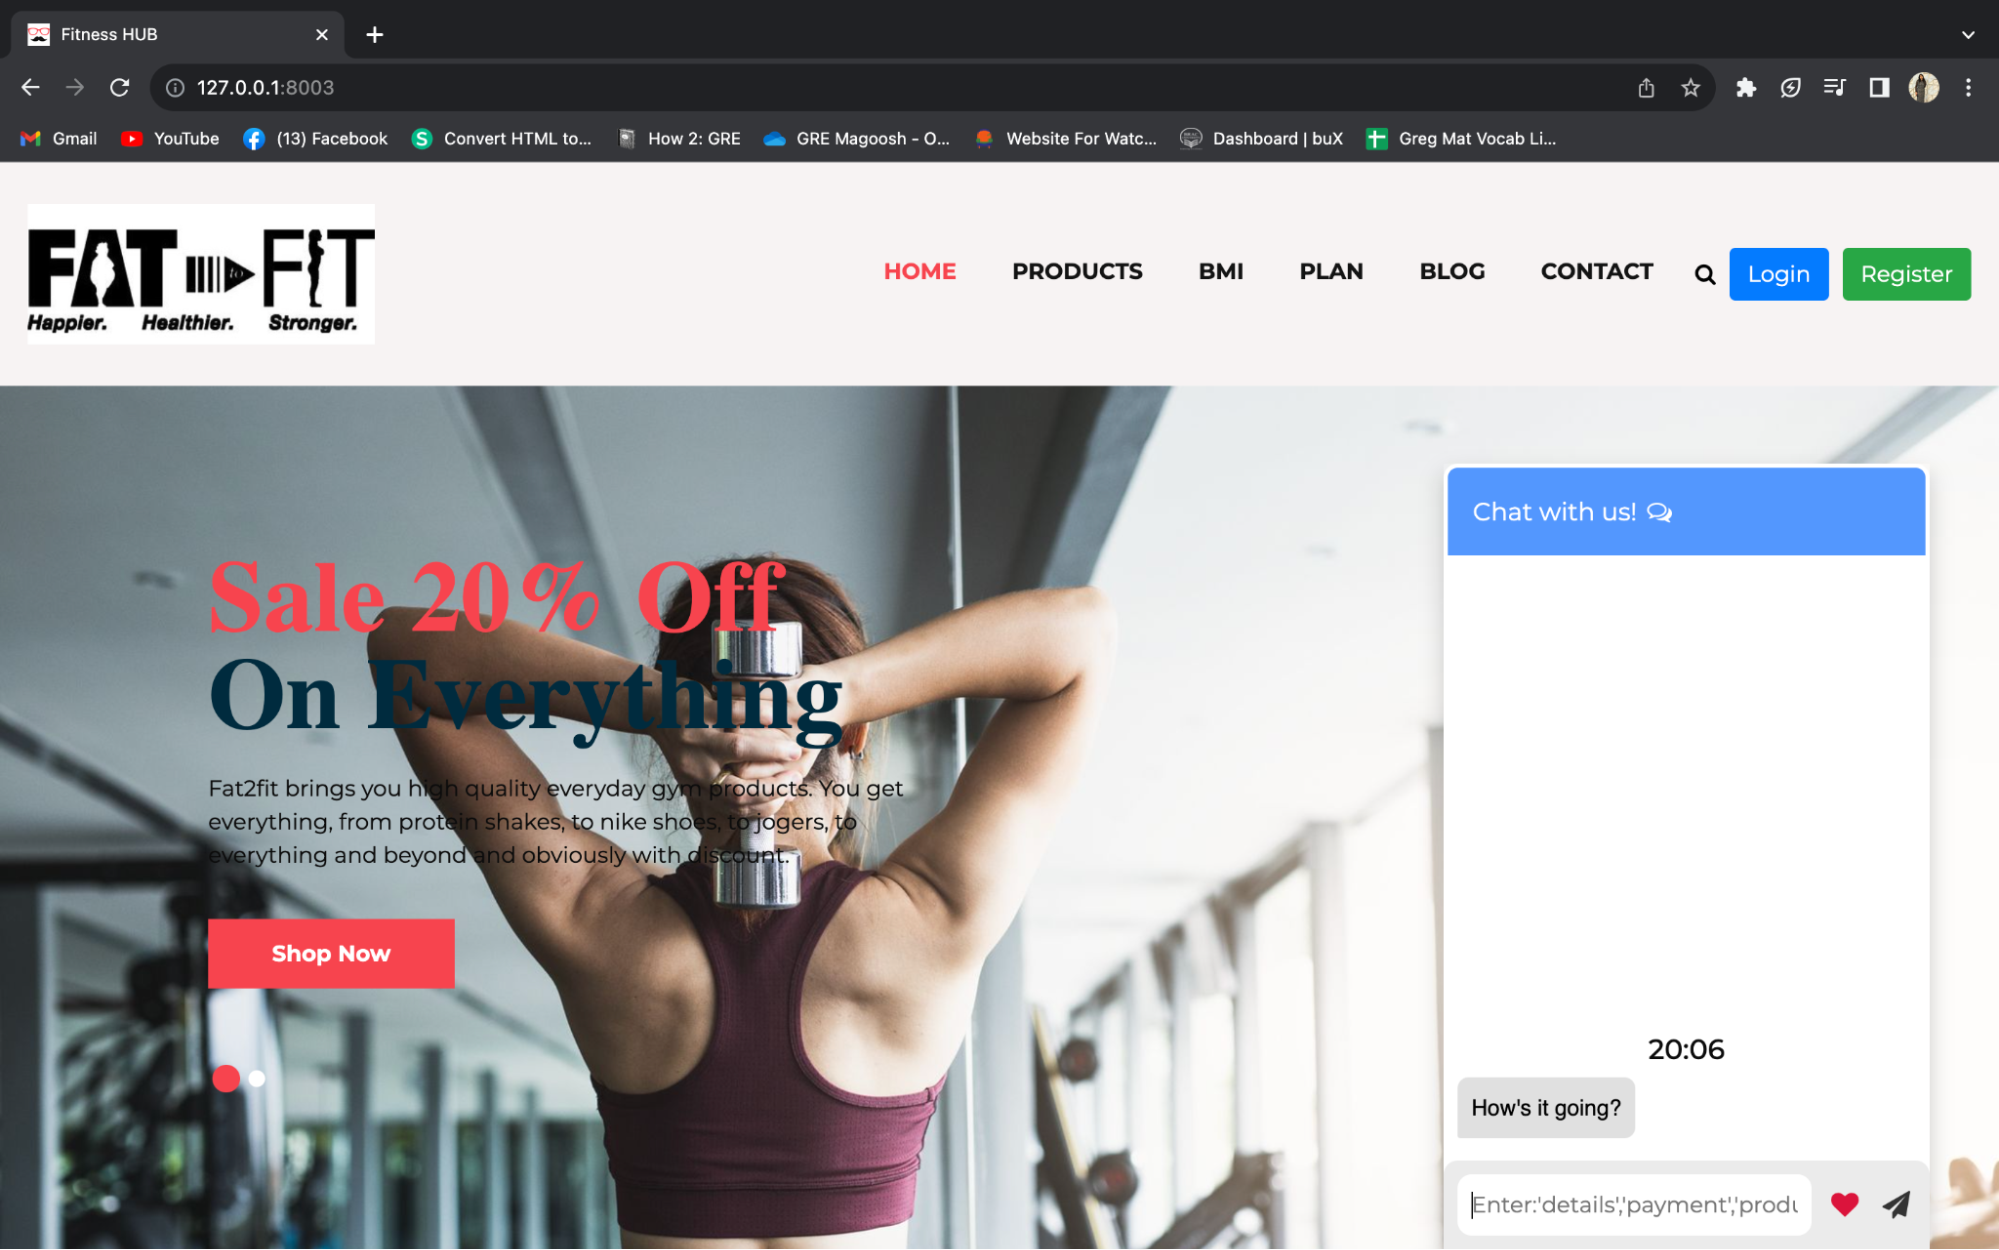 Fitness HUB
127.0.0.1:8003
Gmail YouTube (13) Facebook Convert HTML to... How 2: GRE GRE Magoosh - O... Website For Watc... Dashboard | buX Greg Mat Vocab Li...
FAT to FIT
Happier. Healthier. Stronger.
HOME PRODUCTS BMI PLAN BLOG CONTACT Login Register
Sale 20% Off
On Everything
Fat2fit brings you high quality everyday gym products. You get
everything, from protein shakes, to nike shoes, to jogers, to
everything and beyond and obviously with discount.
Shop Now
Chat with us!
20:06
How's it going?
Enter:'details','payment','produ